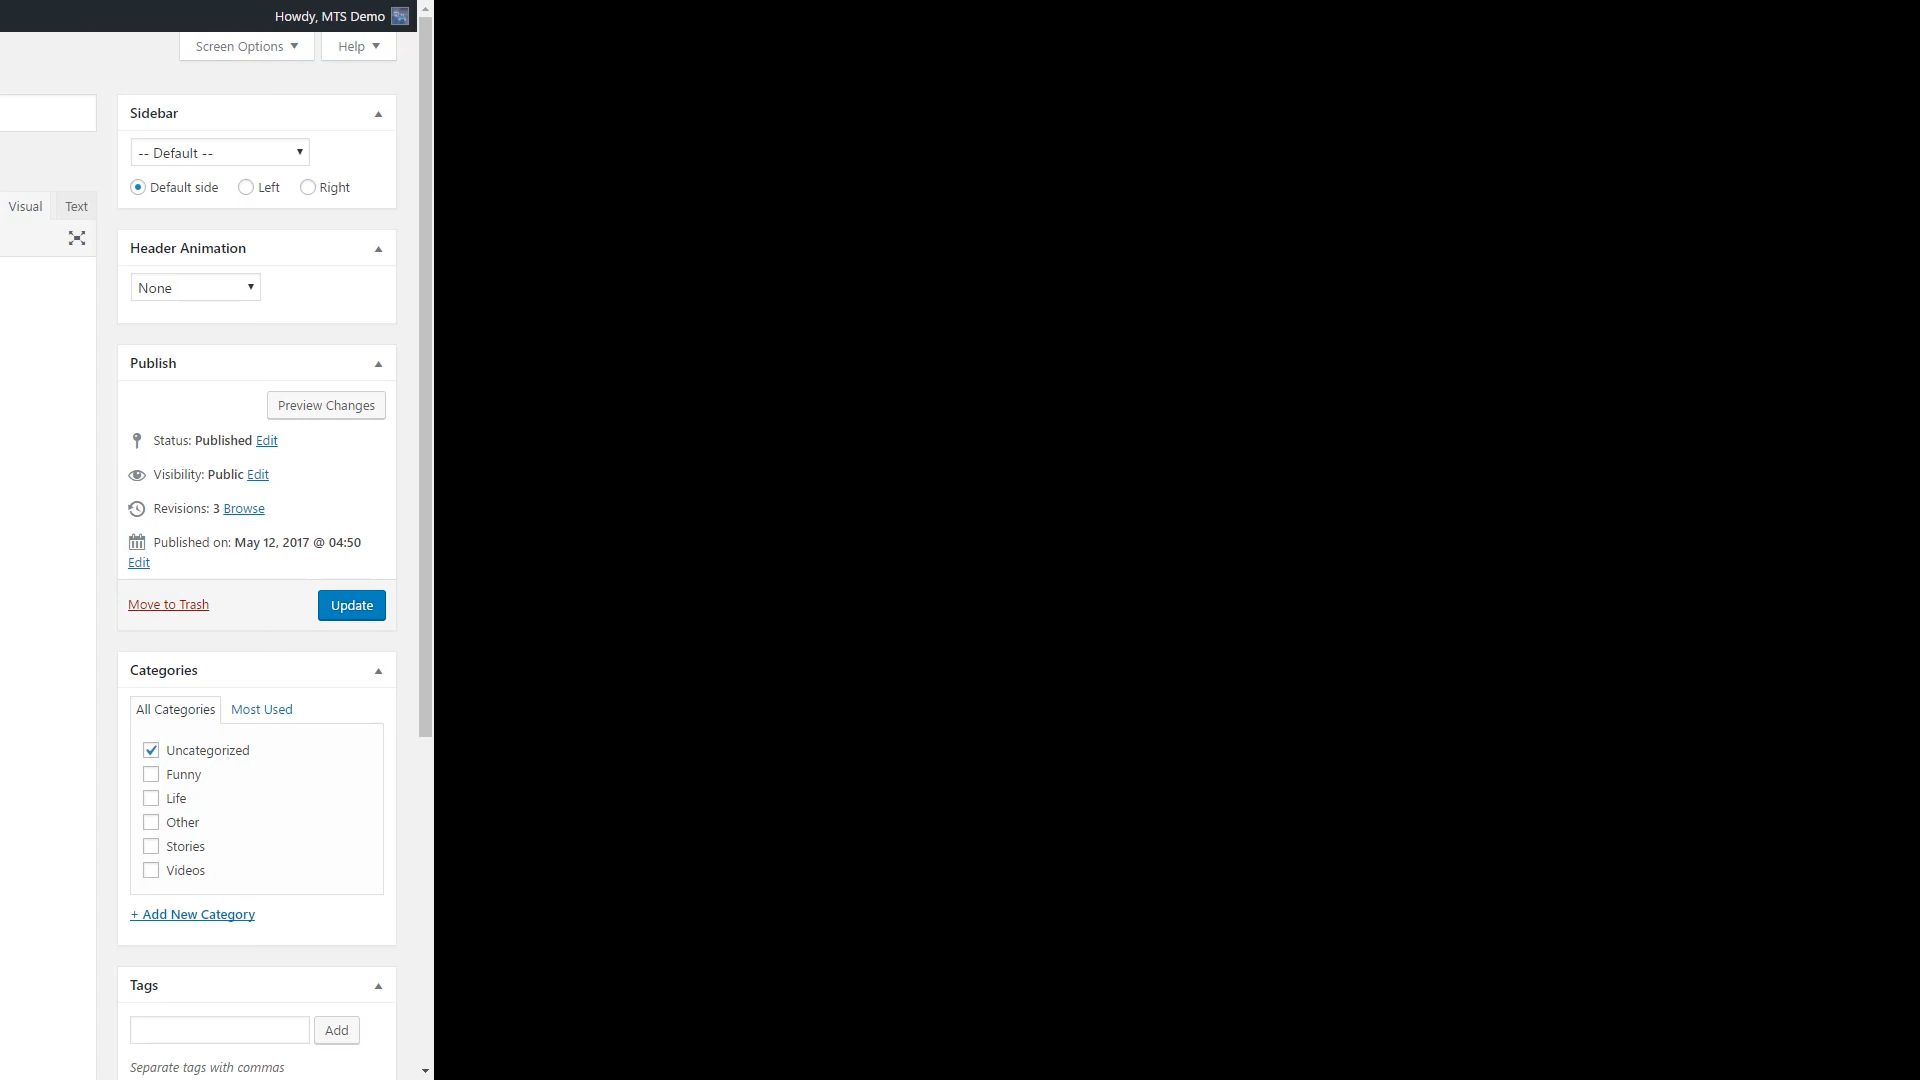 Howdy, MTS Demo
Screen Options
Help
Sidebar
-- Default --
Default side
Left
Right
Visual
Text
Header Animation
None
Publish
Preview Changes
Status: Published Edit
Visibility: Public Edit
Revisions: 3 Browse
Published on: May 12, 2017 @ 04:50
Edit
Move to Trash
Update
Categories
All Categories
Most Used
Uncategorized
Funny
Life
Other
Stories
Videos
+ Add New Category
Tags
Add
Separate tags with commas